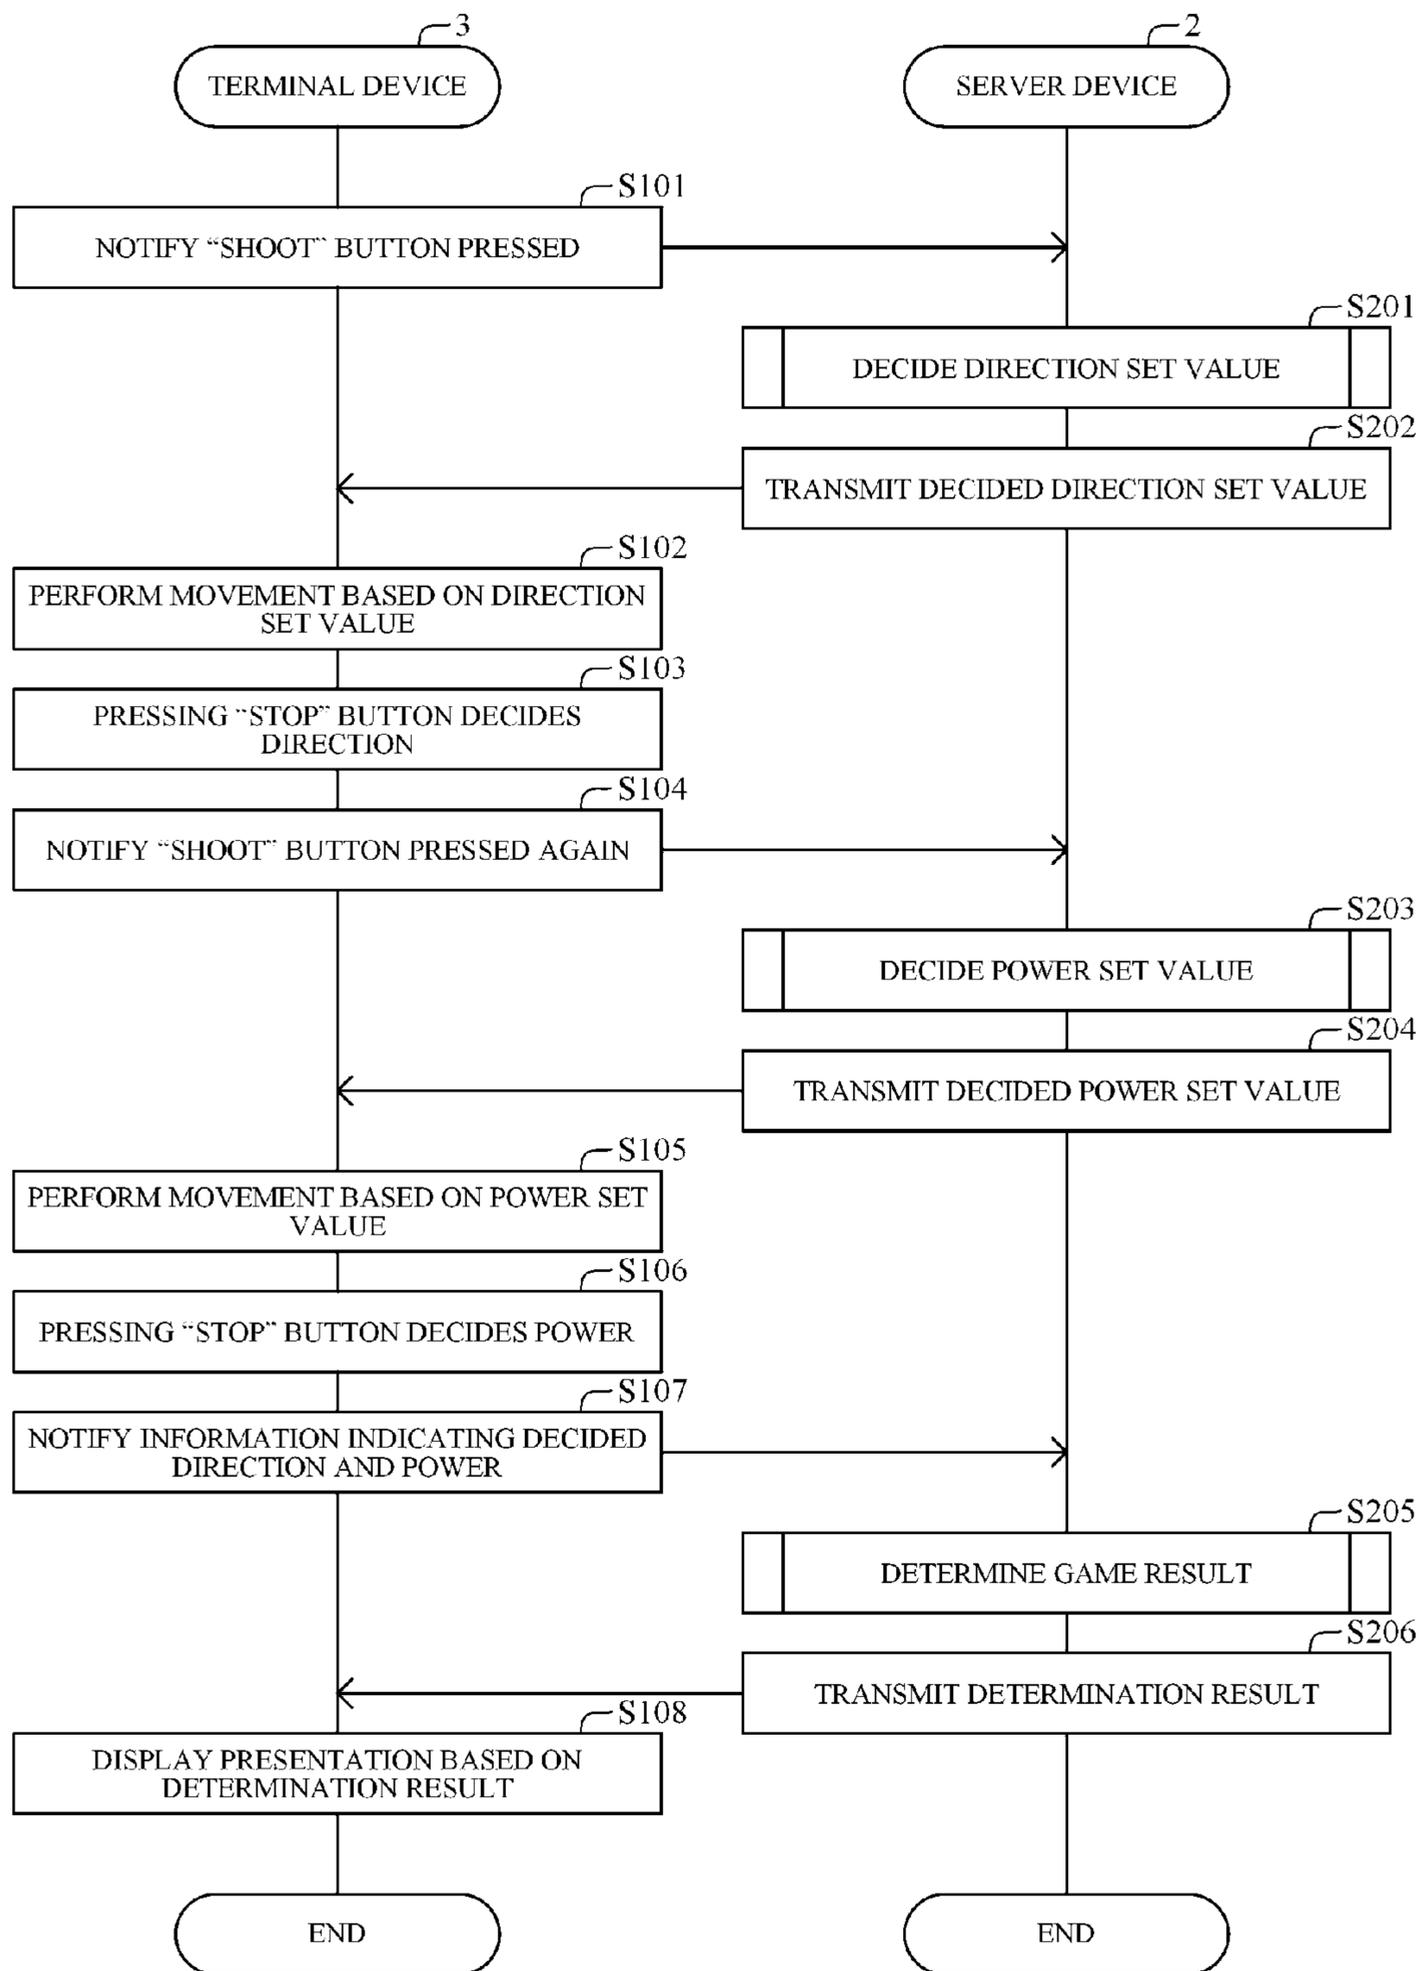 3
TERMINAL DEVICE
2
SERVER DEVICE
S101
NOTIFY “SHOOT” BUTTON PRESSED
S201
DECIDE DIRECTION SET VALUE
S202
TRANSMIT DECIDED DIRECTION SET VALUE
S102
PERFORM MOVEMENT BASED ON DIRECTION
SET VALUE
S103
PRESSING “STOP” BUTTON DECIDES
DIRECTION
S104
NOTIFY “SHOOT” BUTTON PRESSED AGAIN
S203
DECIDE POWER SET VALUE
S204
TRANSMIT DECIDED POWER SET VALUE
S105
PERFORM MOVEMENT BASED ON POWER SET
VALUE
S106
PRESSING “STOP” BUTTON DECIDES POWER
S107
NOTIFY INFORMATION INDICATING DECIDED
DIRECTION AND POWER
S205
DETERMINE GAME RESULT
S206
TRANSMIT DETERMINATION RESULT
S108
DISPLAY PRESENTATION BASED ON
DETERMINATION RESULT
END
END